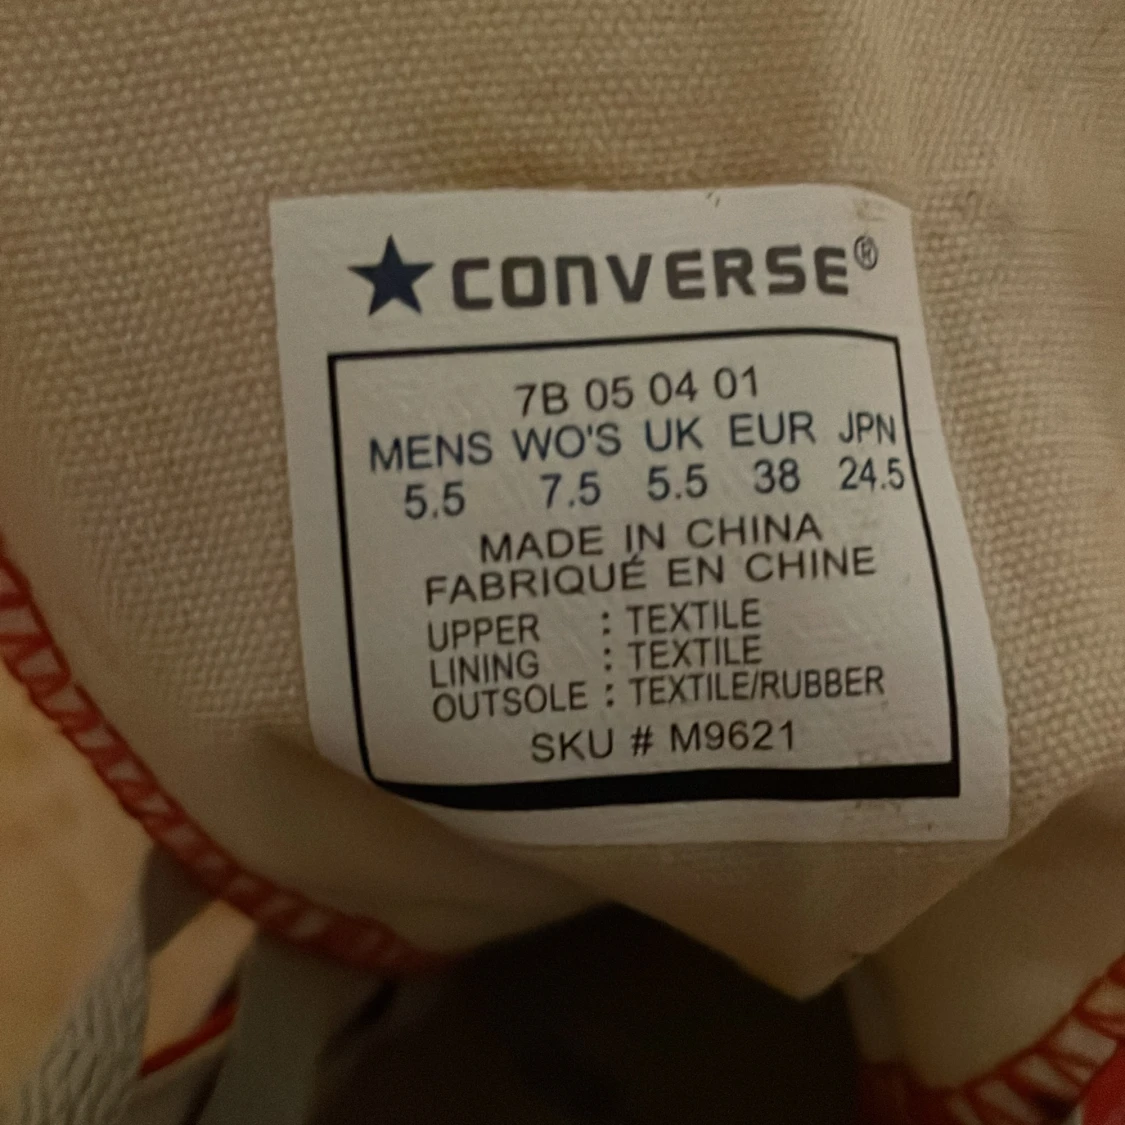 CONVERSE®
7B 05 04 01
MENS WO'S UK EUR JPN
5.5 7.5 5.5 38 24.5
MADE IN CHINA
FABRIQUÉ EN CHINE
UPPER : TEXTILE
LINING : TEXTILE
OUTSOLE : TEXTILE/RUBBER
SKU # M9621